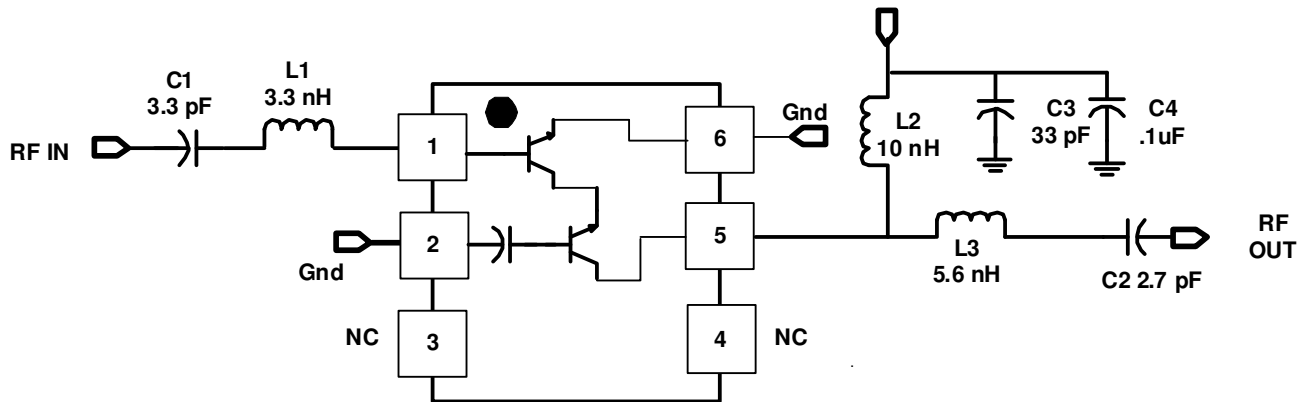 C1
3.3 pF
L1
3.3 nH
RF IN
1
2
3
Gnd
NC
6
5
4
Gnd
NC
L2
10 nH
C3
33 pF
C4
.1uF
L3
5.6 nH
C2 2.7 pF
RF
OUT